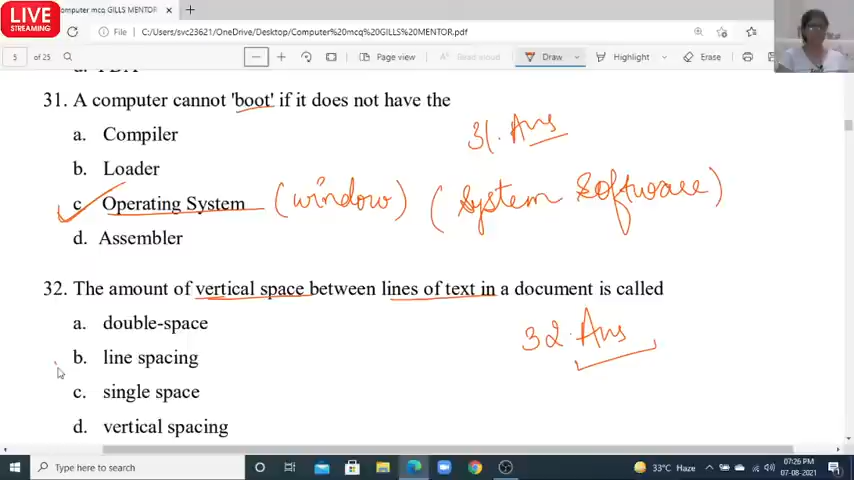 LIVE
STREAMING
Computer mcq GILLS MENTOR.pdf
File C:/Users/svc23621/OneDrive/Desktop/Computer%20mcq%20GILLS%20MENTOR.pdf
5 of 25 Page view Read aloud Draw Highlight Erase
31. A computer cannot 'boot' if it does not have the
31. Ans
a. Compiler
b. Loader
c. Operating System (window) (System Software)
d. Assembler
32. The amount of vertical space between lines of text in a document is called
a. double-space
32. Ans
b. line spacing
c. single space
d. vertical spacing
Type here to search
33°C Haze
07:26 PM
07-08-2021